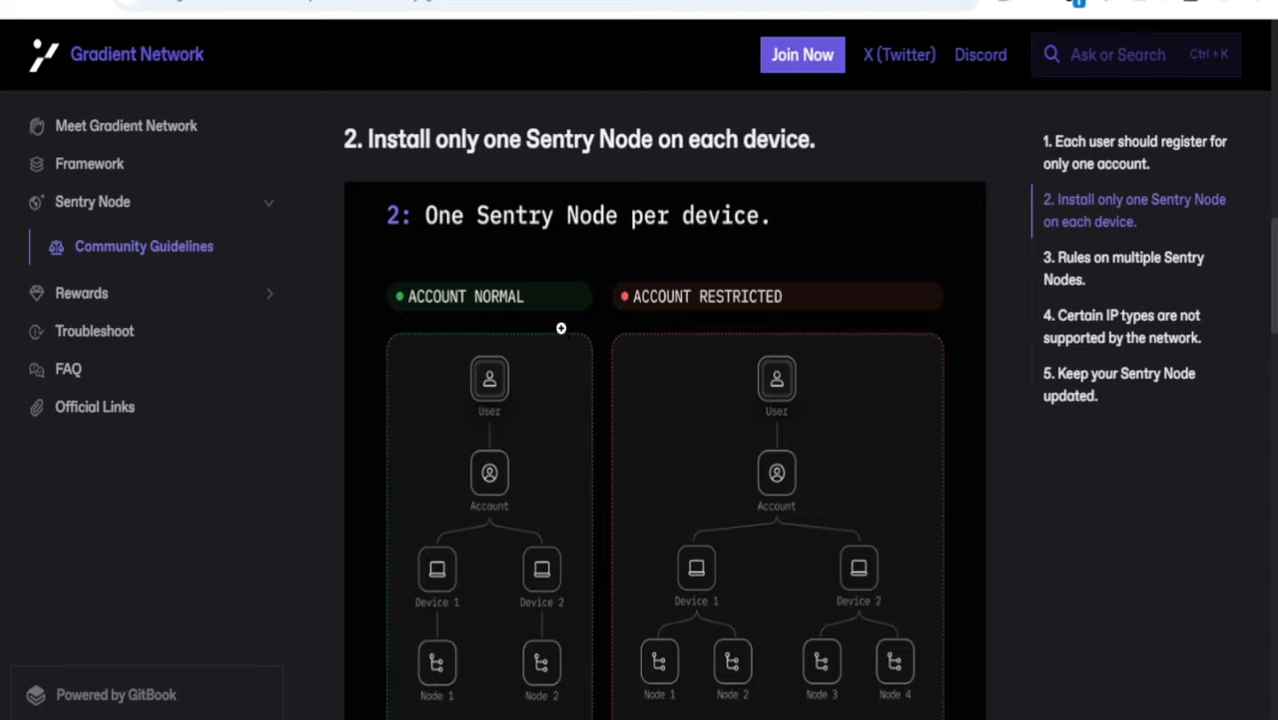 Gradient Network
Join Now
X (Twitter)
Discord
Ask or Search
Ctrl + K
Meet Gradient Network
Framework
Sentry Node
Community Guidelines
Rewards
Troubleshoot
FAQ
Official Links
Powered by GitBook
2. Install only one Sentry Node on each device.
2: One Sentry Node per device.
ACCOUNT NORMAL
ACCOUNT RESTRICTED
User
User
Account
Account
Device 1
Device 2
Device 1
Device 2
Node 1
Node 2
Node 1
Node 2
Node 3
Node 4
1. Each user should register for
only one account.
2. Install only one Sentry Node
on each device.
3. Rules on multiple Sentry
Nodes.
4. Certain IP types are not
supported by the network.
5. Keep your Sentry Node
updated.